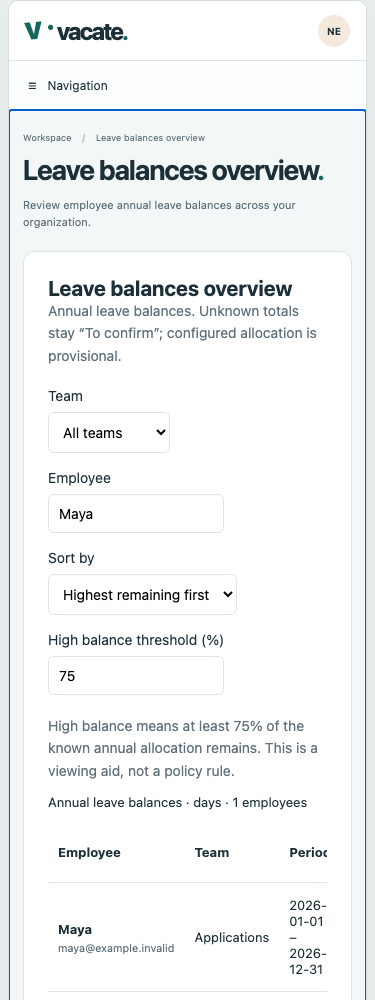 V vacate.
NE
≡ Navigation
Workspace / Leave balances overview
Leave balances overview.
Review employee annual leave balances across your
organization.
Leave balances overview
Annual leave balances. Unknown totals
stay “To confirm”; configured allocation is
provisional.
Team
All teams
Employee
Maya
Sort by
Highest remaining first
High balance threshold (%)
75
High balance means at least 75% of the
known annual allocation remains. This is a
viewing aid, not a policy rule.
Annual leave balances · days · 1 employees
Employee Team
Maya
maya@example.invalid
Applications
2026-
01-01
–
2026-
12-31